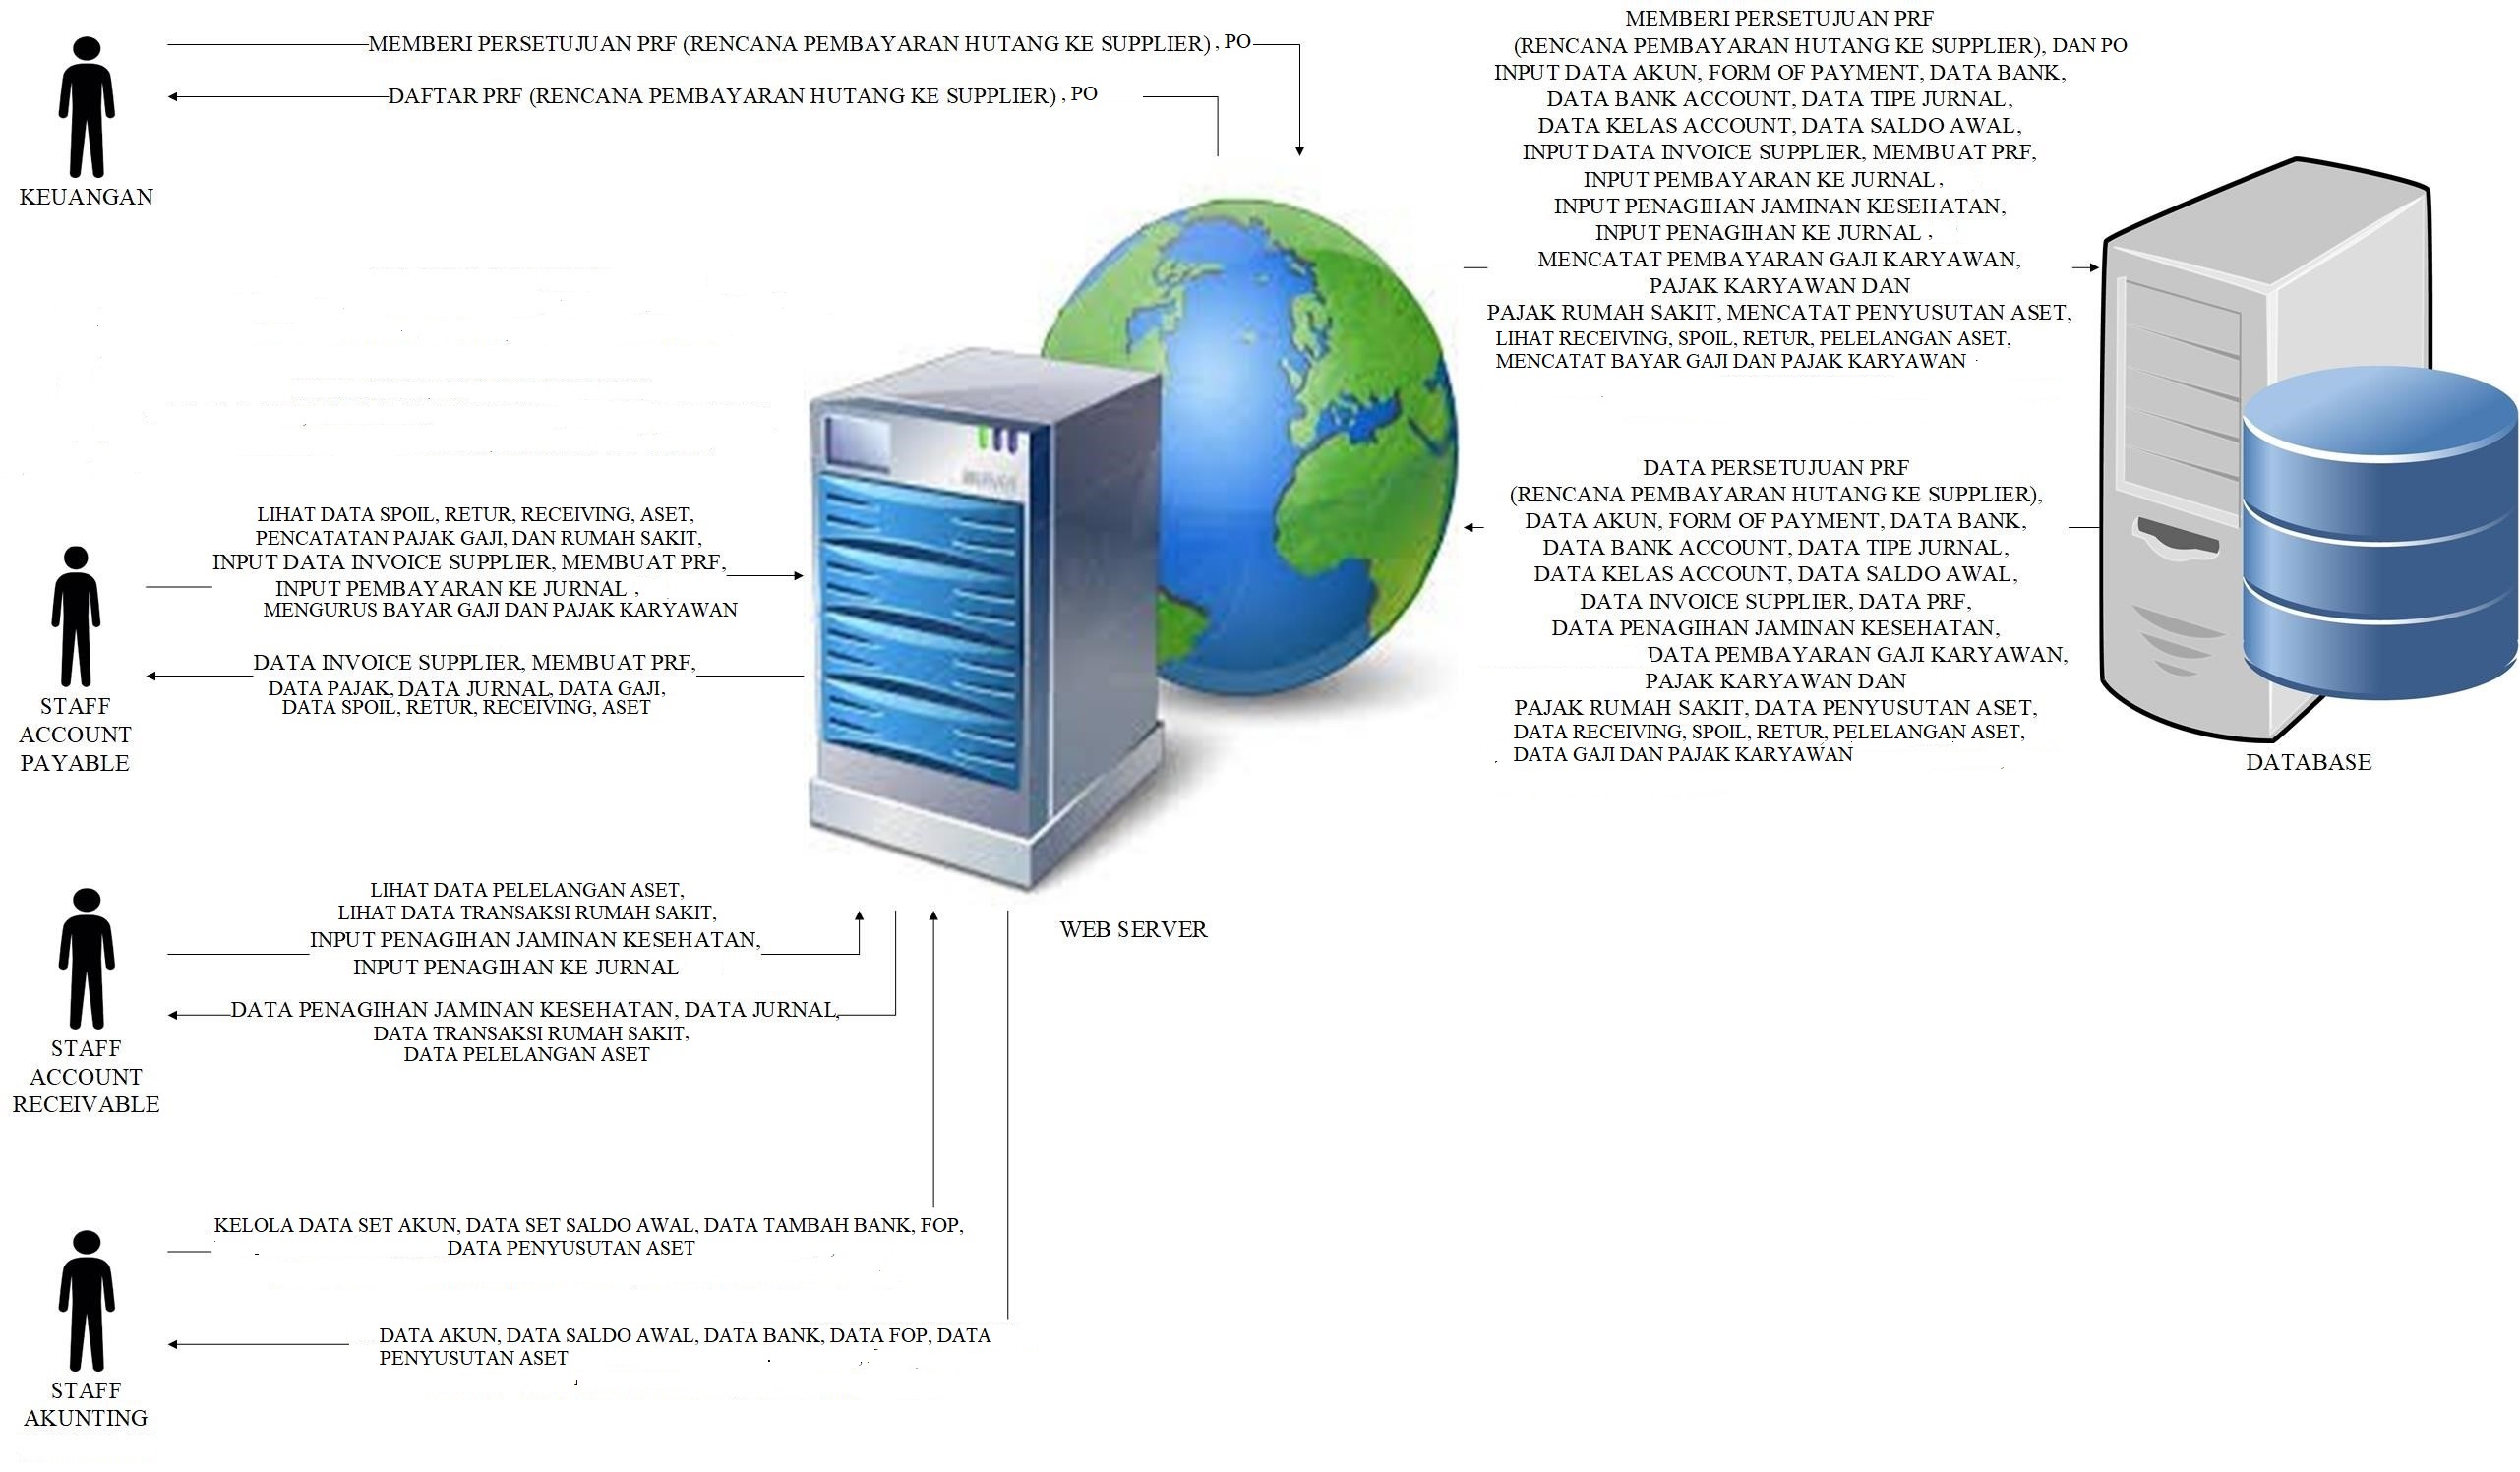 MEMBERI PERSETUJUAN PRF (RENCANA PEMBAYARAN HUTANG KE SUPPLIER) , PO
DAFTAR PRF (RENCANA PEMBAYARAN HUTANG KE SUPPLIER) , PO
KEUANGAN
MEMBERI PERSETUJUAN PRF
(RENCANA PEMBAYARAN HUTANG KE SUPPLIER), DAN PO
INPUT DATA AKUN, FORM OF PAYMENT, DATA BANK,
DATA BANK ACCOUNT, DATA TIPE JURNAL,
DATA KELAS ACCOUNT, DATA SALDO AWAL,
INPUT DATA INVOICE SUPPLIER, MEMBUAT PRF,
INPUT PEMBAYARAN KE JURNAL ,
INPUT PENAGIHAN JAMINAN KESEHATAN,
INPUT PENAGIHAN KE JURNAL ,
MENCATAT PEMBAYARAN GAJI KARYAWAN,
PAJAK KARYAWAN DAN
PAJAK RUMAH SAKIT, MENCATAT PENYUSUTAN ASET,
LIHAT RECEIVING, SPOIL, RETUR, PELELANGAN ASET,
MENCATAT BAYAR GAJI DAN PAJAK KARYAWAN
DATA PERSETUJUAN PRF
(RENCANA PEMBAYARAN HUTANG KE SUPPLIER),
DATA AKUN, FORM OF PAYMENT, DATA BANK,
DATA BANK ACCOUNT, DATA TIPE JURNAL,
DATA KELAS ACCOUNT, DATA SALDO AWAL,
DATA INVOICE SUPPLIER, DATA PRF,
DATA PENAGIHAN JAMINAN KESEHATAN,
DATA PEMBAYARAN GAJI KARYAWAN,
PAJAK KARYAWAN DAN
PAJAK RUMAH SAKIT, DATA PENYUSUTAN ASET,
DATA RECEIVING, SPOIL, RETUR, PELELANGAN ASET,
DATA GAJI DAN PAJAK KARYAWAN
DATABASE
LIHAT DATA SPOIL, RETUR, RECEIVING, ASET,
PENCATATAN PAJAK GAJI, DAN RUMAH SAKIT,
INPUT DATA INVOICE SUPPLIER, MEMBUAT PRF,
INPUT PEMBAYARAN KE JURNAL ,
MENGURUS BAYAR GAJI DAN PAJAK KARYAWAN
DATA INVOICE SUPPLIER, MEMBUAT PRF,
DATA PAJAK, DATA JURNAL, DATA GAJI,
DATA SPOIL, RETUR, RECEIVING, ASET
STAFF
ACCOUNT
PAYABLE
WEB SERVER
LIHAT DATA PELELANGAN ASET,
LIHAT DATA TRANSAKSI RUMAH SAKIT,
INPUT PENAGIHAN JAMINAN KESEHATAN,
INPUT PENAGIHAN KE JURNAL
DATA PENAGIHAN JAMINAN KESEHATAN, DATA JURNAL,
DATA TRANSAKSI RUMAH SAKIT,
DATA PELELANGAN ASET
STAFF
ACCOUNT
RECEIVABLE
KELOLA DATA SET AKUN, DATA SET SALDO AWAL, DATA TAMBAH BANK, FOP,
DATA PENYUSUTAN ASET
DATA AKUN, DATA SALDO AWAL, DATA BANK, DATA FOP, DATA
PENYUSUTAN ASET
STAFF
AKUNTING